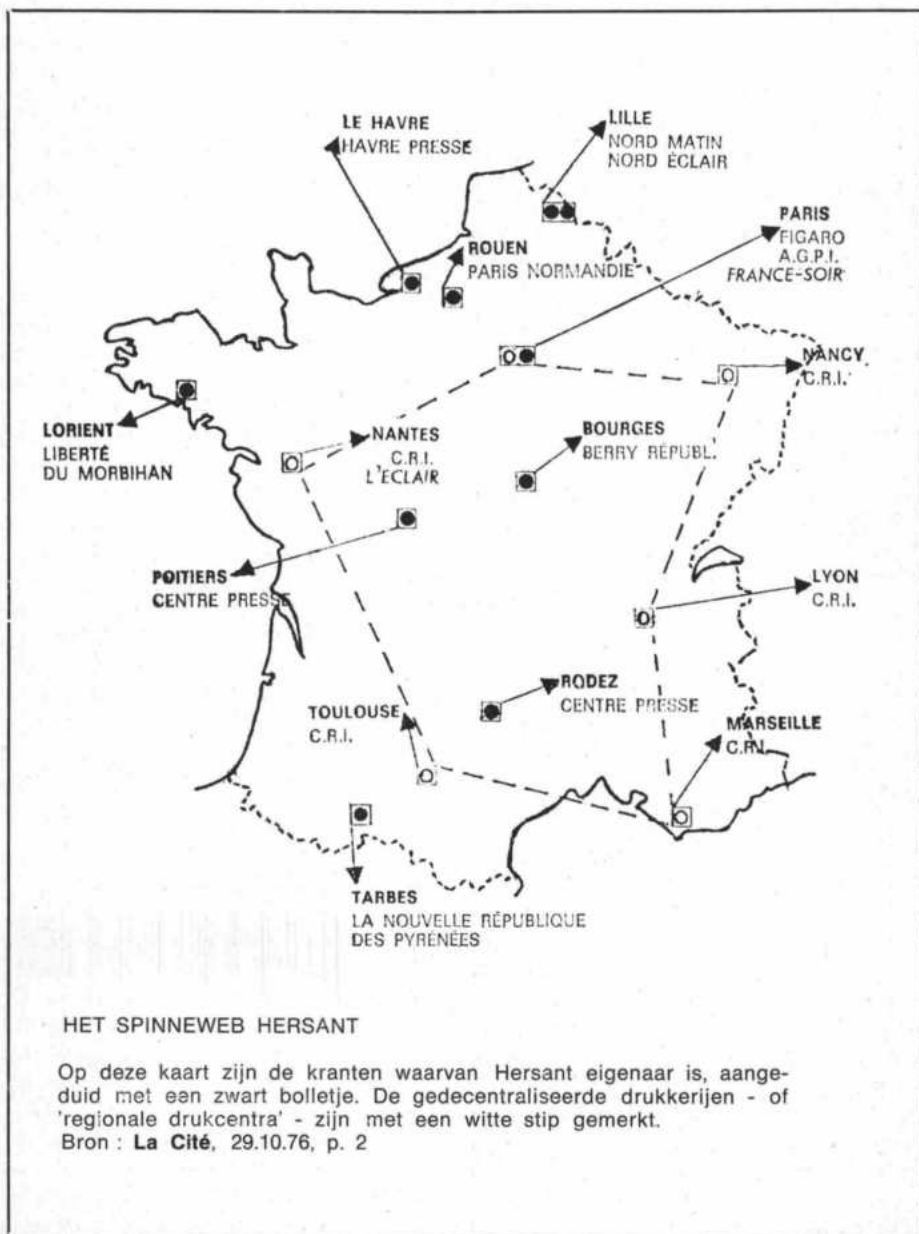 LE HAVRE
HAVRE PRESSE
LILLE
NORD MATIN
NORD ÉCLAIR
PARIS
FIGARO
A.G.P.I.
FRANCE-SOIR
ROUEN
PARIS NORMANDIE
NANCY
C.R.I.
LORIENT
LIBERTÉ
DU MORBIHAN
NANTES
C.R.I.
L'ECLAIR
BOURGES
BERRY RÉPUBL.
POITIERS
CENTRE PRESSE
LYON
C.R.I.
RODEZ
CENTRE PRESSE
TOULOUSE
C.R.I.
MARSEILLE
C.R.I.
TARBES
LA NOUVELLE RÉPUBLIQUE
DES PYRÉNÉES
HET SPINNEWEB HERSANT
Op deze kaart zijn de kranten waarvan Hersant eigenaar is, aange-
duid met een zwart bolletje. De gedecentraliseerde drukkerijen - of
'regionale drukcentra' - zijn met een witte stip gemerkt.
Bron : La Cité, 29.10.76, p. 2